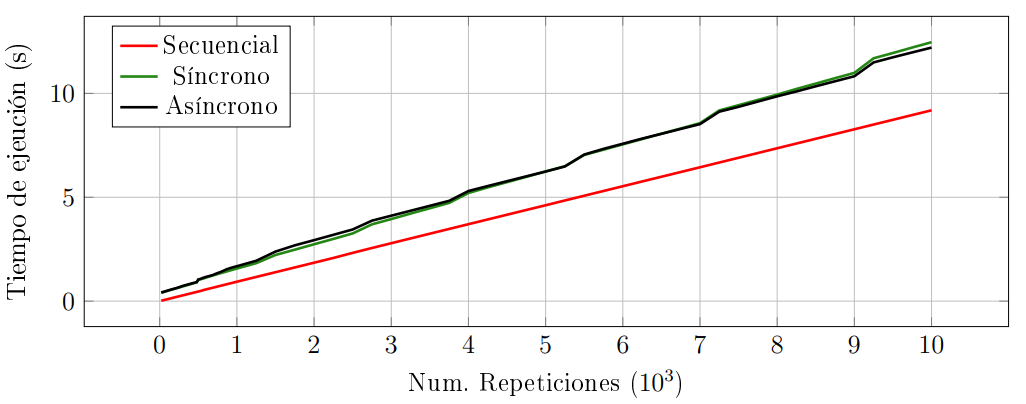 Secuencial
Síncrono
Asíncrono
Tiempo de ejeución (s)
10
5
0
0 1 2 3 4 5 6 7 8 9 10
Num. Repeticiones (10³)